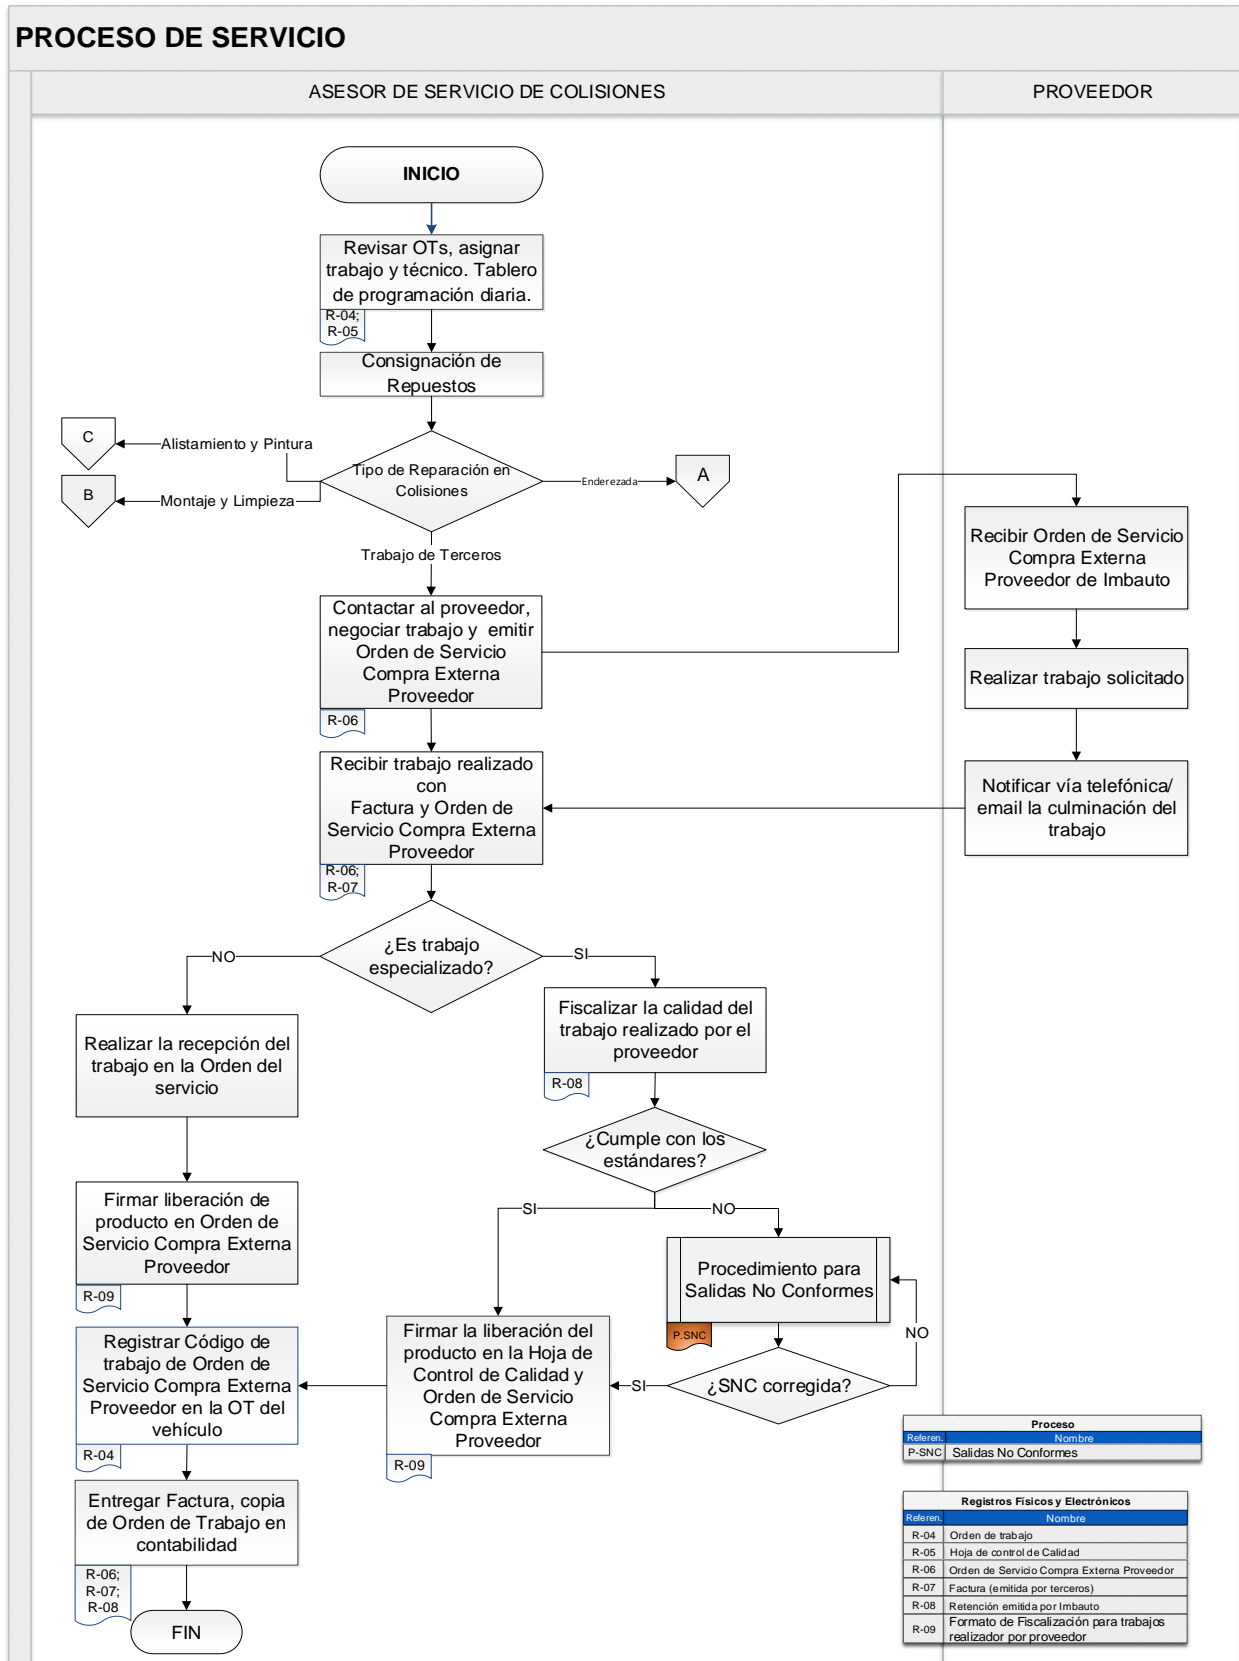 PROCESO DE SERVICIO
ASESOR DE SERVICIO DE COLISIONES
PROVEEDOR
INICIO
Revisar OTs, asignar
trabajo y técnico. Tablero
de programación diaria.
R-04;
R-05
Consignación de
Repuestos
C
Alistamiento y Pintura
B
Montaje y Limpieza
Tipo de Reparación en
Colisiones
Enderezada
A
Trabajo de Terceros
Contactar al proveedor,
negociar trabajo y emitir
Orden de Servicio
Compra Externa
Proveedor
R-06
Recibir Orden de Servicio
Compra Externa
Proveedor de Imbauto
Realizar trabajo solicitado
Notificar vía telefónica/
email la culminación del
trabajo
Recibir trabajo realizado
con
Factura y Orden de
Servicio Compra Externa
Proveedor
R-06;
R-07
¿Es trabajo
especializado?
NO
SI
Realizar la recepción del
trabajo en la Orden del
servicio
Fiscalizar la calidad del
trabajo realizado por el
proveedor
R-08
¿Cumple con los
estándares?
SI
NO
Firmar liberación de
producto en Orden de
Servicio Compra Externa
Proveedor
R-09
Procedimiento para
Salidas No Conformes
P.SNC
NO
¿SNC corregida?
SI
Firmar la liberación del
producto en la Hoja de
Control de Calidad y
Orden de Servicio
Compra Externa
Proveedor
R-09
Registrar Código de
trabajo de Orden de
Servicio Compra Externa
Proveedor en la OT del
vehículo
R-04
Entregar Factura, copia
de Orden de Trabajo en
contabilidad
R-06;
R-07;
R-08
FIN
Proceso
Referen. Nombre
P-SNC Salidas No Conformes
Registros Físicos y Electrónicos
Referen. Nombre
R-04 Orden de trabajo
R-05 Hoja de control de Calidad
R-06 Orden de Servicio Compra Externa Proveedor
R-07 Factura (emitida por terceros)
R-08 Retención emitida por Imbauto
R-09 Formato de Fiscalización para trabajos
realizador por proveedor